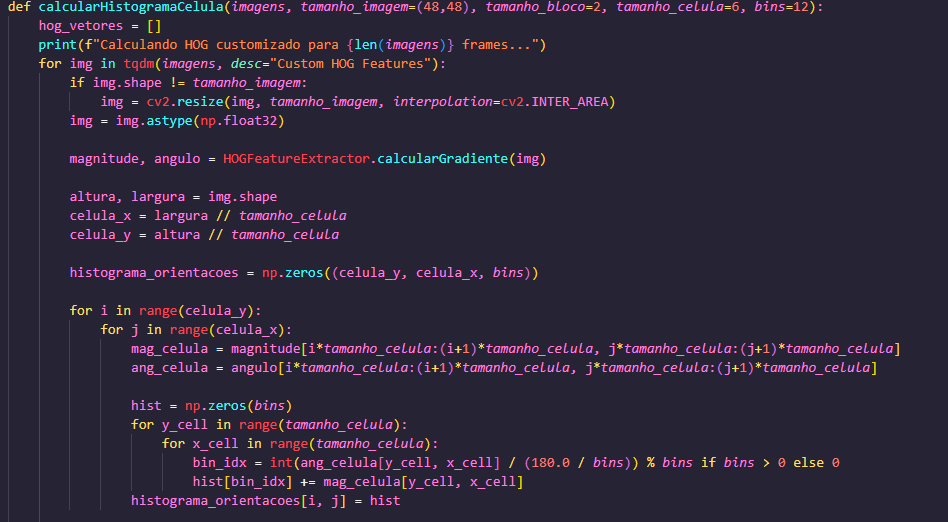 def calcularHistogramaCelula(imagens, tamanho_imagem=(48,48), tamanho_bloco=2, tamanho_celula=6, bins=12):
    hog_vetores = []
    print(f"Calculando HOG customizado para {len(imagens)} frames...")
    for img in tqdm(imagens, desc="Custom HOG Features"):
        if img.shape != tamanho_imagem:
            img = cv2.resize(img, tamanho_imagem, interpolation=cv2.INTER_AREA)
        img = img.astype(np.float32)

        magnitude, angulo = HOGFeatureExtractor.calcularGradiente(img)

        altura, largura = img.shape
        celula_x = largura // tamanho_celula
        celula_y = altura // tamanho_celula

        histograma_orientacoes = np.zeros((celula_y, celula_x, bins))

        for i in range(celula_y):
            for j in range(celula_x):
                mag_celula = magnitude[i*tamanho_celula:(i+1)*tamanho_celula, j*tamanho_celula:(j+1)*tamanho_celula]
                ang_celula = angulo[i*tamanho_celula:(i+1)*tamanho_celula, j*tamanho_celula:(j+1)*tamanho_celula]

                hist = np.zeros(bins)
                for y_cell in range(tamanho_celula):
                    for x_cell in range(tamanho_celula):
                        bin_idx = int(ang_celula[y_cell, x_cell] / (180.0 / bins)) % bins if bins > 0 else 0
                        hist[bin_idx] += mag_celula[y_cell, x_cell]
                histograma_orientacoes[i, j] = hist